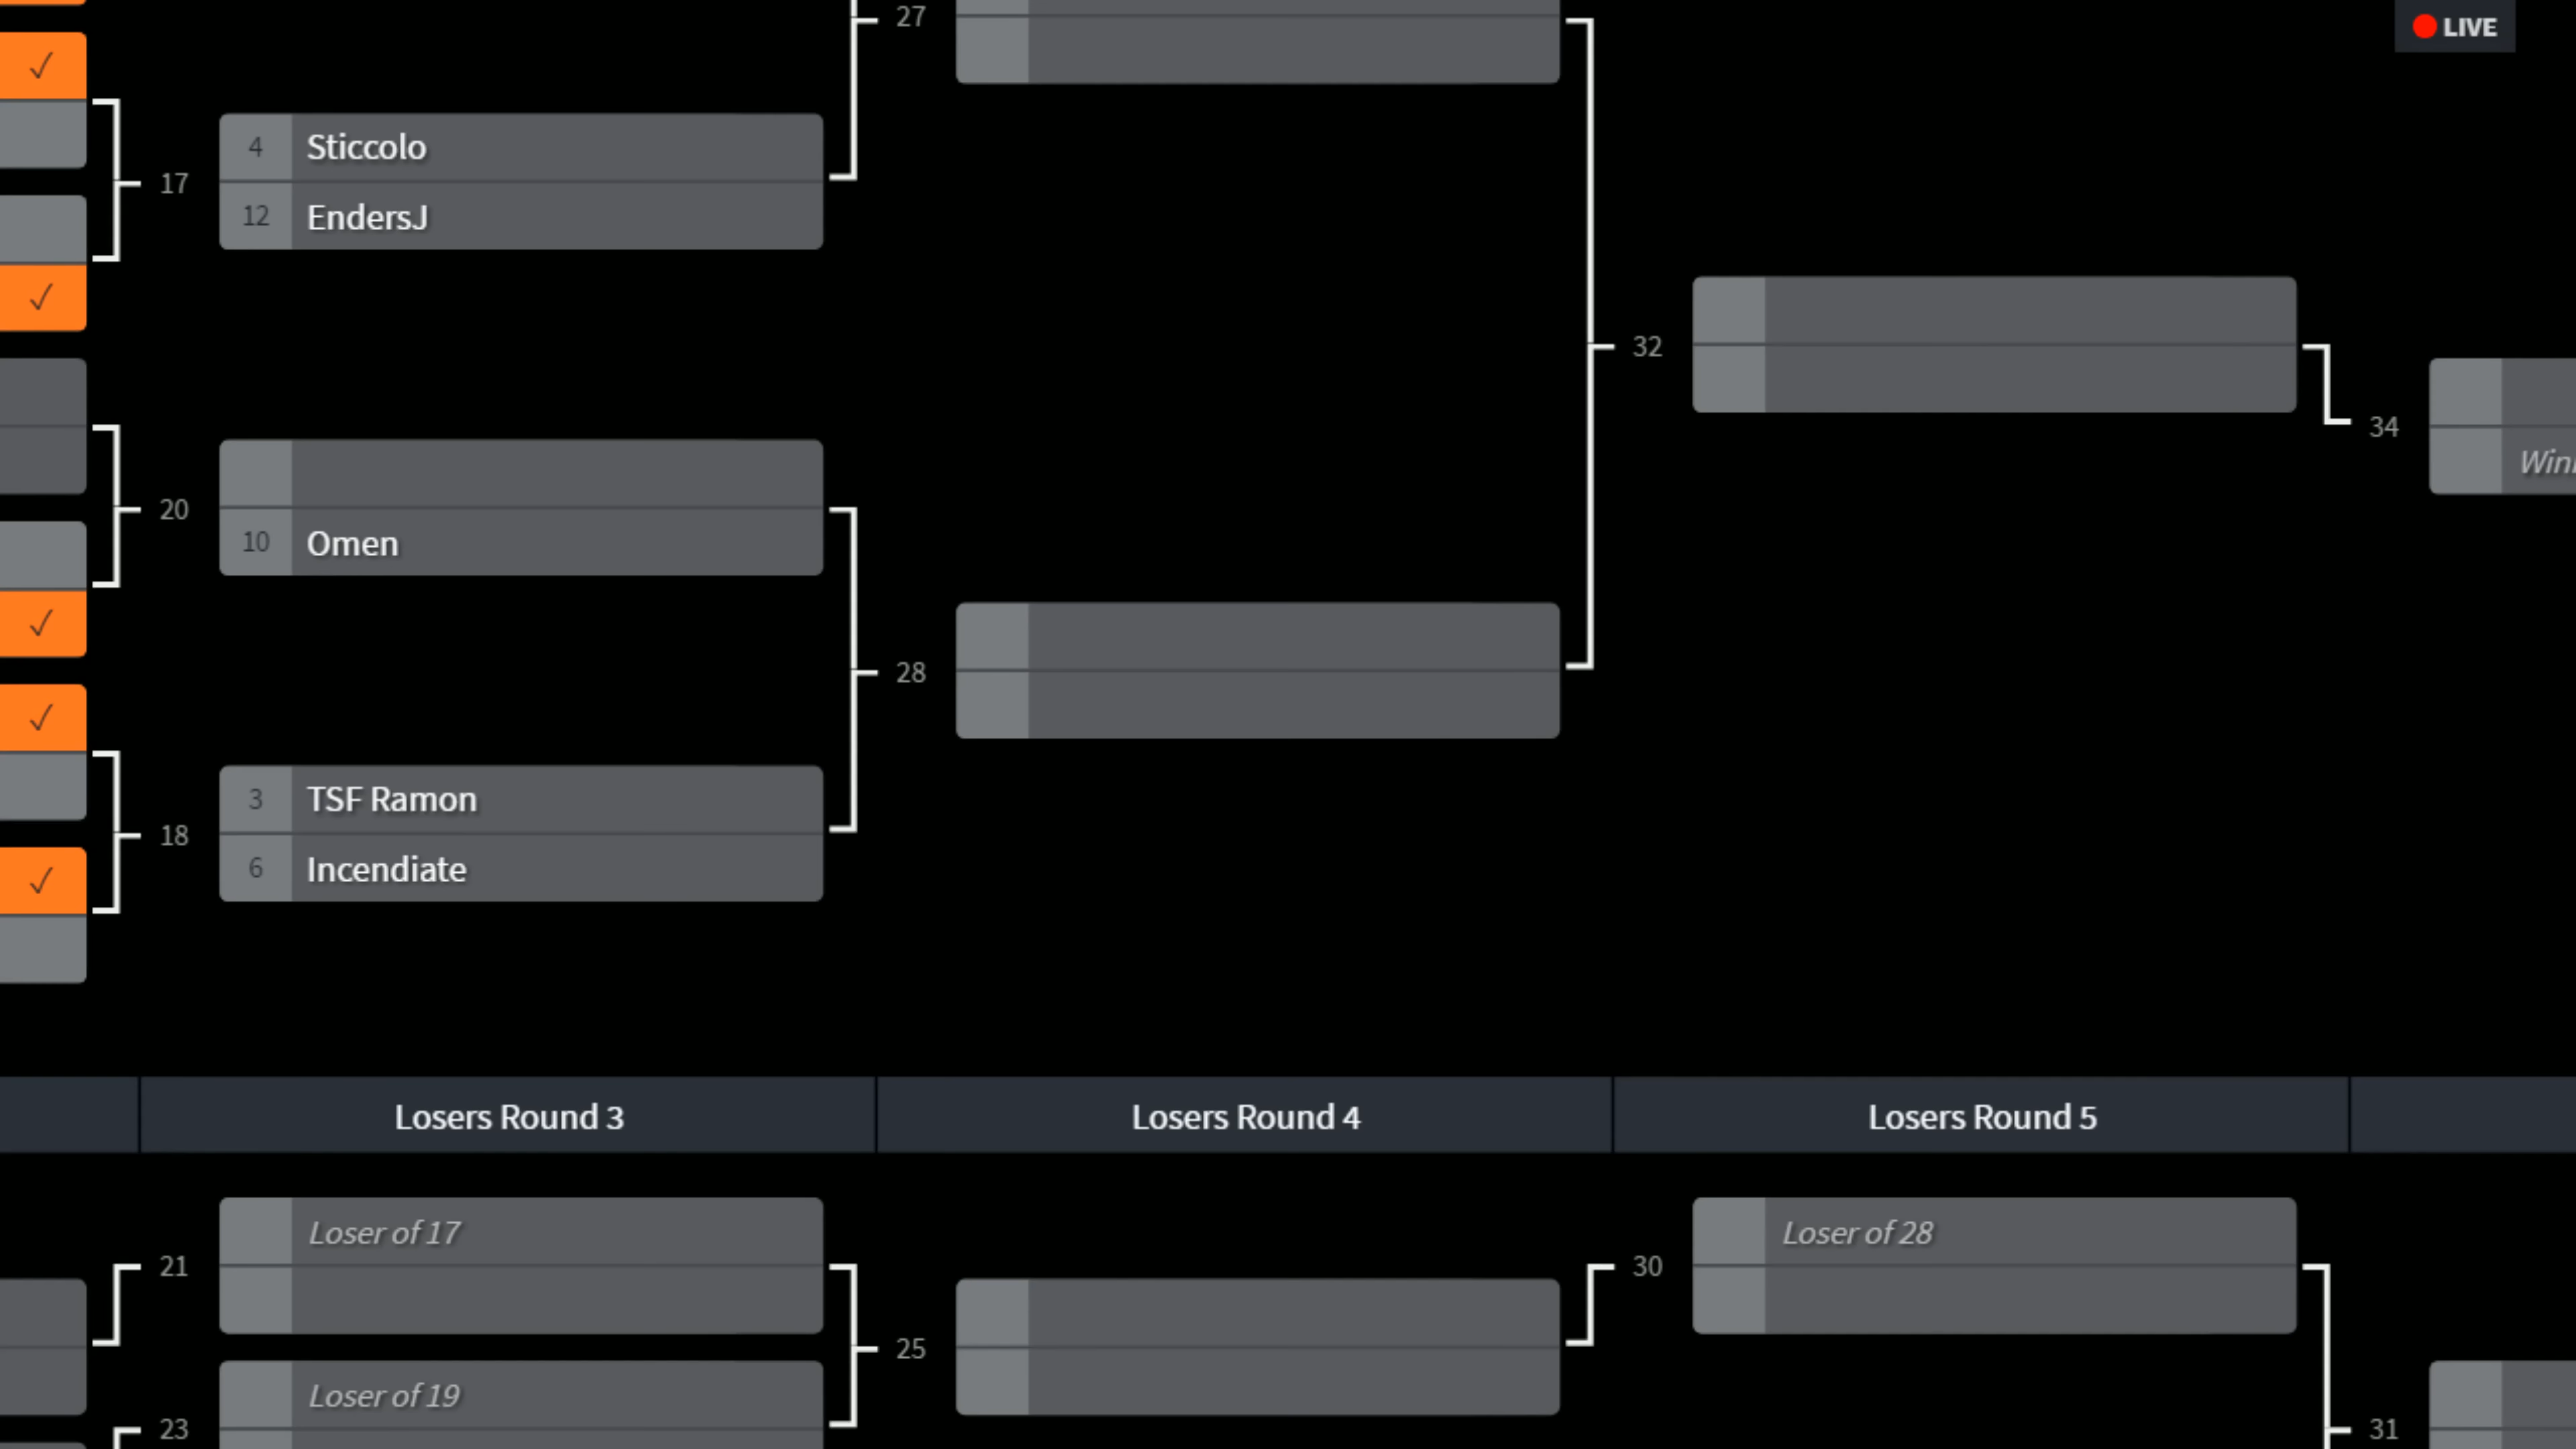 27
LIVE
✓
17
4 Sticcolo
12 EndersJ
✓
32
34
20
10 Omen
✓
28
✓
18
3 TSF Ramon
6 Incendiate
✓
Losers Round 3
Losers Round 4
Losers Round 5
21
Loser of 17
25
30
Loser of 28
Loser of 19
23
31